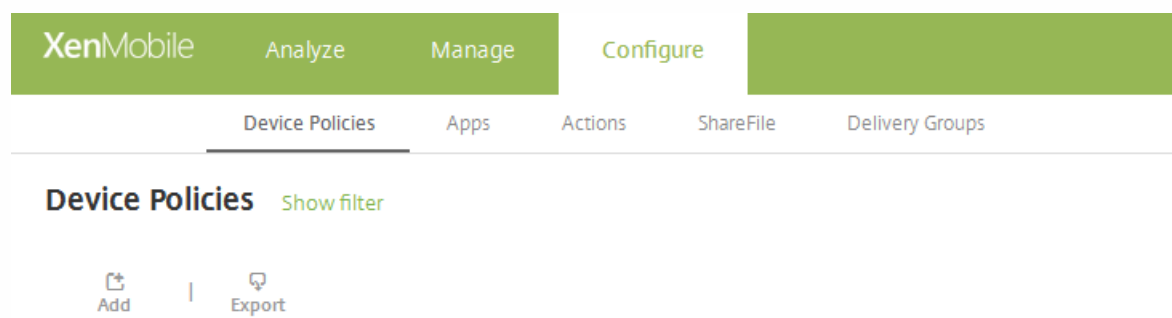 XenMobile Analyze Manage Configure
Device Policies Apps Actions ShareFile Delivery Groups
Device Policies Show filter
Add | Export